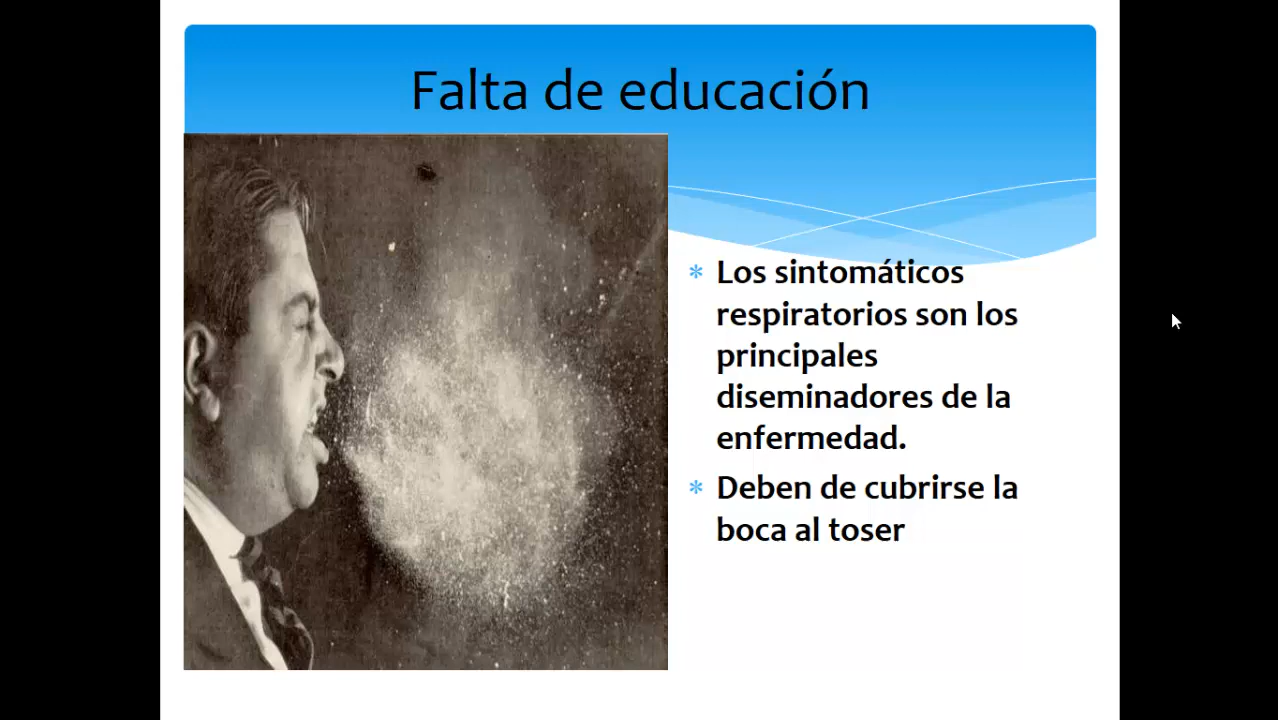 Falta de educación
* Los sintomáticos
respiratorios son los
principales
diseminadores de la
enfermedad.
* Deben de cubrirse la
boca al toser